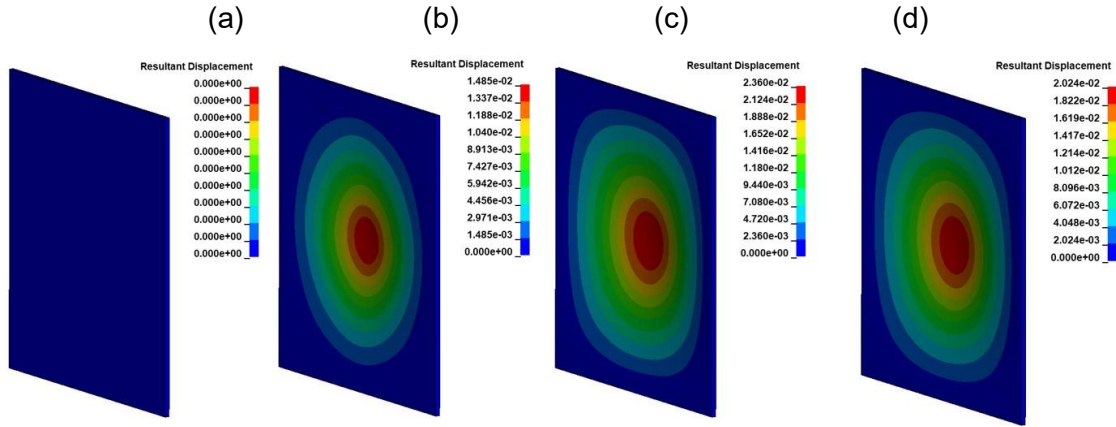 (a)
(b)
(c)
(d)
Resultant Displacement
0.000e+00
0.000e+00
0.000e+00
0.000e+00
0.000e+00
0.000e+00
0.000e+00
0.000e+00
0.000e+00
0.000e+00
0.000e+00
Resultant Displacement
1.485e-02
1.337e-02
1.188e-02
1.040e-02
8.913e-03
7.427e-03
5.942e-03
4.456e-03
2.971e-03
1.485e-03
0.000e+00
Resultant Displacement
2.360e-02
2.124e-02
1.888e-02
1.652e-02
1.416e-02
1.180e-02
9.440e-03
7.080e-03
4.720e-03
2.360e-03
0.000e+00
Resultant Displacement
2.024e-02
1.822e-02
1.619e-02
1.417e-02
1.214e-02
1.012e-02
8.096e-03
6.072e-03
4.048e-03
2.024e-03
0.000e+00